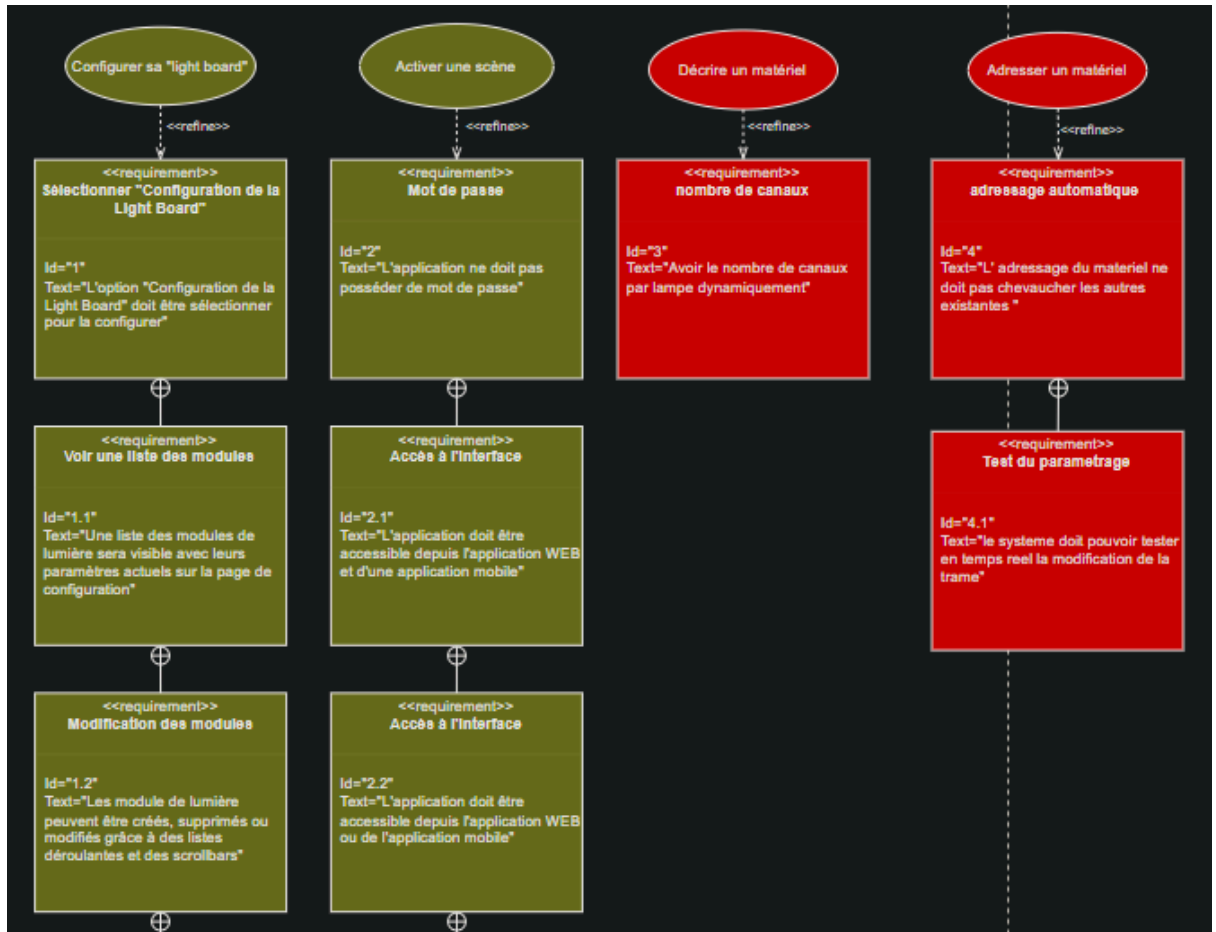 Configurer sa "light board"
<<refine>>
<<requirement>>
Sélectionner "Configuration de la
Light Board"
Id="1"
Text="L'option "Configuration de la
Light Board" doit être sélectionner
pour la configurer"
<<requirement>>
Voir une liste des modules
Id="1.1"
Text="Une liste des modules de
lumière sera visible avec leurs
paramètres actuels sur la page de
configuration"
<<requirement>>
Modification des modules
Id="1.2"
Text="Les module de lumière
peuvent être créés, supprimés ou
modifiés grâce à des listes
déroulantes et des scrollbars"
Activer une scène
<<refine>>
<<requirement>>
Mot de passe
Id="2"
Text="L'application ne doit pas
posséder de mot de passe"
<<requirement>>
Accès à l'interface
Id="2.1"
Text="L'application doit être
accessible depuis l'application WEB
et d'une application mobile"
<<requirement>>
Accès à l'interface
Id="2.2"
Text="L'application doit être
accessible depuis l'application WEB
ou de l'application mobile"
Décrire un matériel
<<refine>>
<<requirement>>
nombre de canaux
Id="3"
Text="Avoir le nombre de canaux
par lampe dynamiquement"
Adresser un matériel
<<refine>>
<<requirement>>
adressage automatique
Id="4"
Text="L' adressage du materiel ne
doit pas chevaucher les autres
existantes "
<<requirement>>
Test du parametrage
Id="4.1"
Text="le systeme doit pouvoir tester
en temps reel la modification de la
trame"